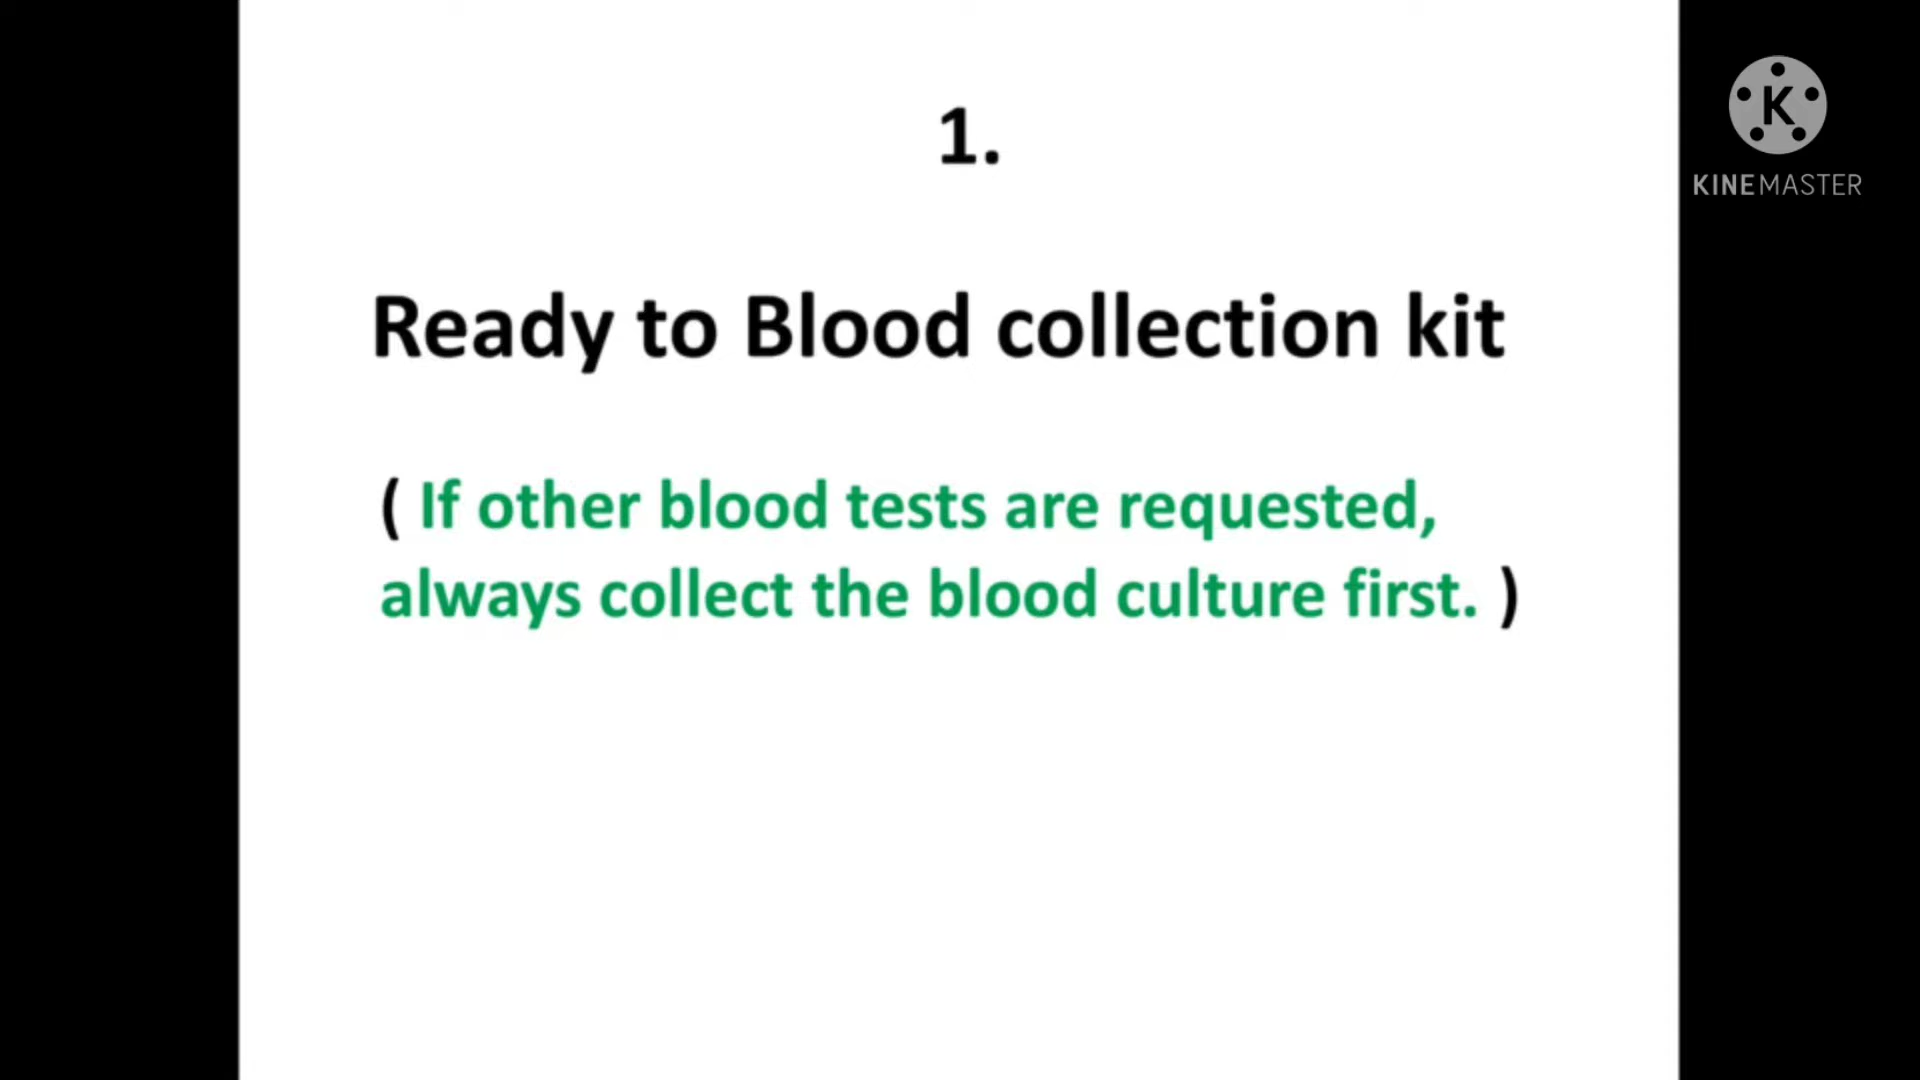 1.
K
KINEMASTER
Ready to Blood collection kit
( If other blood tests are requested,
always collect the blood culture first. )